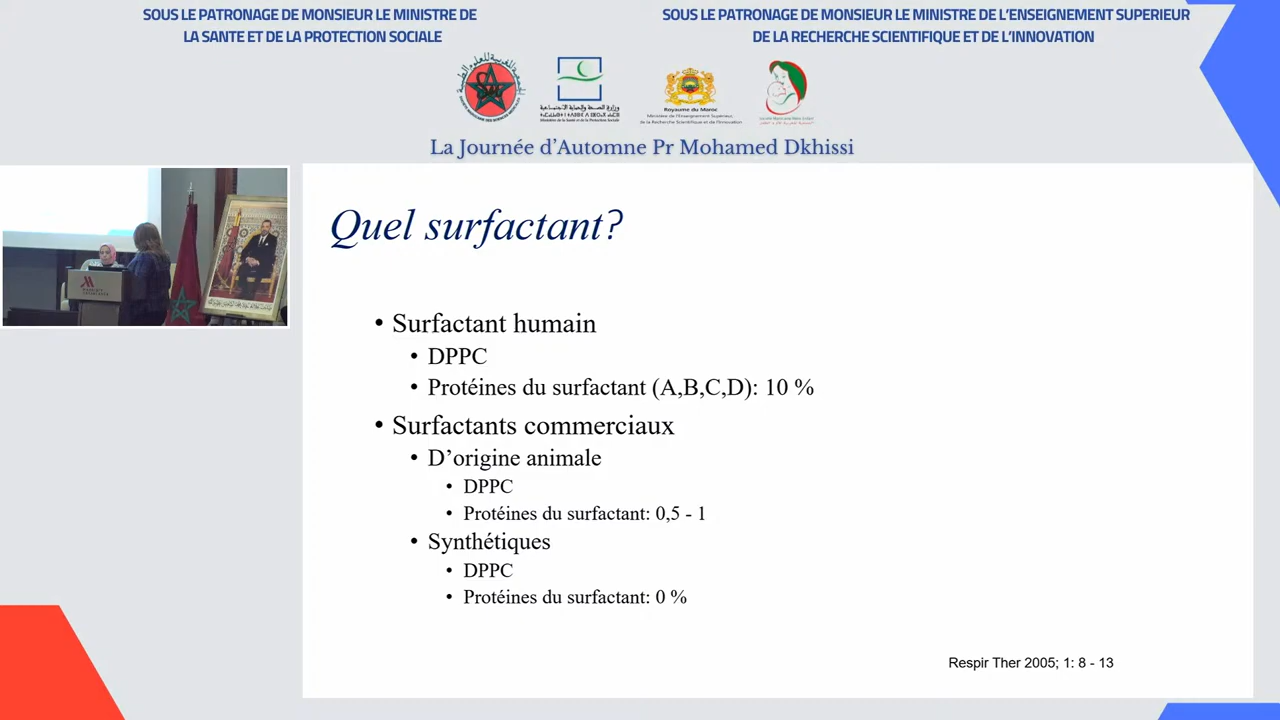 SOUS LE PATRONAGE DE MONSIEUR LE MINISTRE DE
LA SANTE ET DE LA PROTECTION SOCIALE
SOUS LE PATRONAGE DE MONSIEUR LE MINISTRE DE L'ENSEIGNEMENT SUPERIEUR
DE LA RECHERCHE SCIENTIFIQUE ET DE L'INNOVATION
Royaume du Maroc
La Journée d'Automne Pr Mohamed Dkhissi
Quel surfactant?
• Surfactant humain
• DPPC
• Protéines du surfactant (A,B,C,D): 10 %
• Surfactants commerciaux
• D'origine animale
• DPPC
• Protéines du surfactant: 0,5 - 1
• Synthétiques
• DPPC
• Protéines du surfactant: 0 %
Respir Ther 2005; 1: 8 - 13